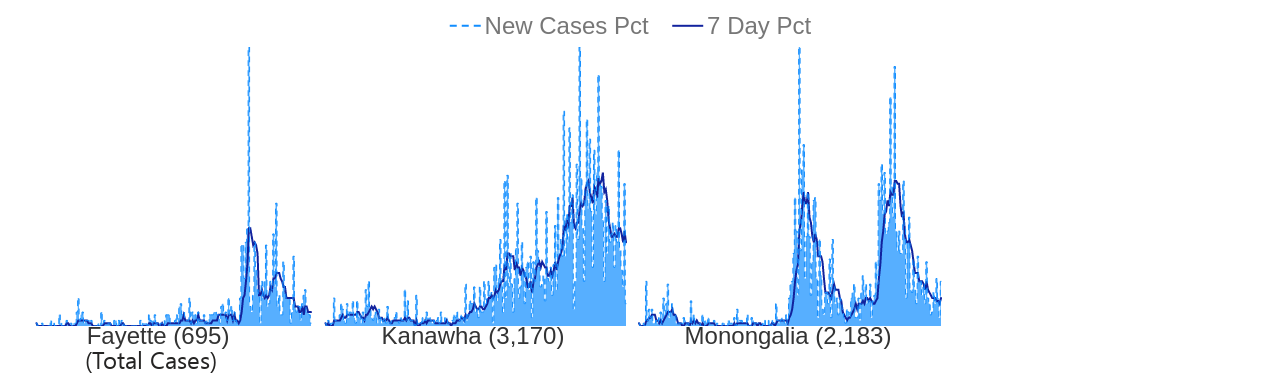 New Cases Pct 7 Day Pct
Fayette (695) Kanawha (3,170) Monongalia (2,183)
(Total Cases)